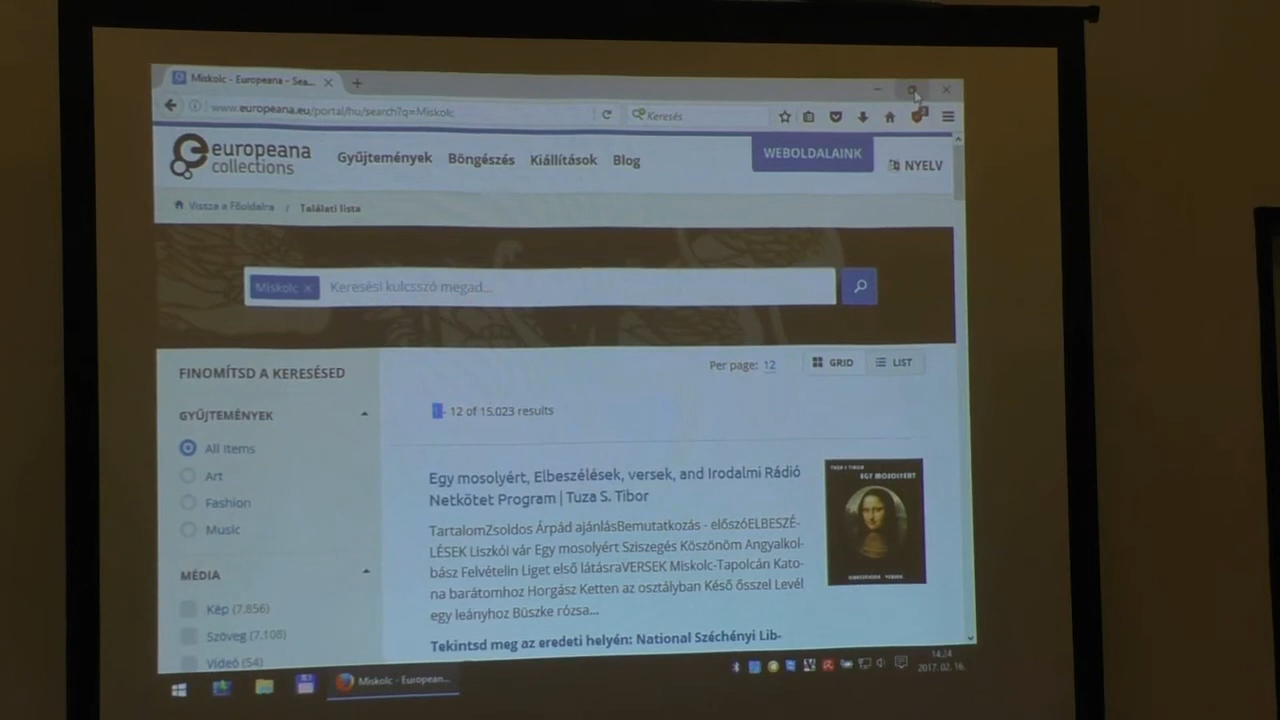 Miskolc - Europeana - Sea...
www.europeana.eu/portal/hu/search?q=Miskolc
Keresés
europeana
collections
Gyűjtemények Böngészés Kiállítások Blog
WEBOLDALAINK
NYELV
Vissza a Főoldalra / Találati lista
Miskolc × Keresési kulcsszó megad...
FINOMÍTSD A KERESÉSED
Per page: 12
GRID
LIST
GYŰJTEMÉNYEK
1 - 12 of 15.023 results
All items
Art
Fashion
Music
Egy mosolyért, Elbeszélések, versek, and Irodalmi Rádió
Netkötet Program | Tuza S. Tibor
EGY MOSOLYÉRT
TartalomZsoldos Árpád ajánlásBemutatkozás - előszóELBESZÉ-
LÉSEK Liszkói vár Egy mosolyért Sziszegés Köszönöm Angyalkol-
bász Felvételin Liget első látásraVERSEK Miskolc-Tapolcán Kato-
na barátomhoz Horgász Ketten az osztályban Késő ősszel Levél
egy leányhoz Büszke rózsa...
MÉDIA
Kép (7.856)
Szöveg (7.108)
Videó (54)
Tekintsd meg az eredeti helyén: National Széchényi Lib-
Miskolc - European...
14:24
2017. 02. 16.